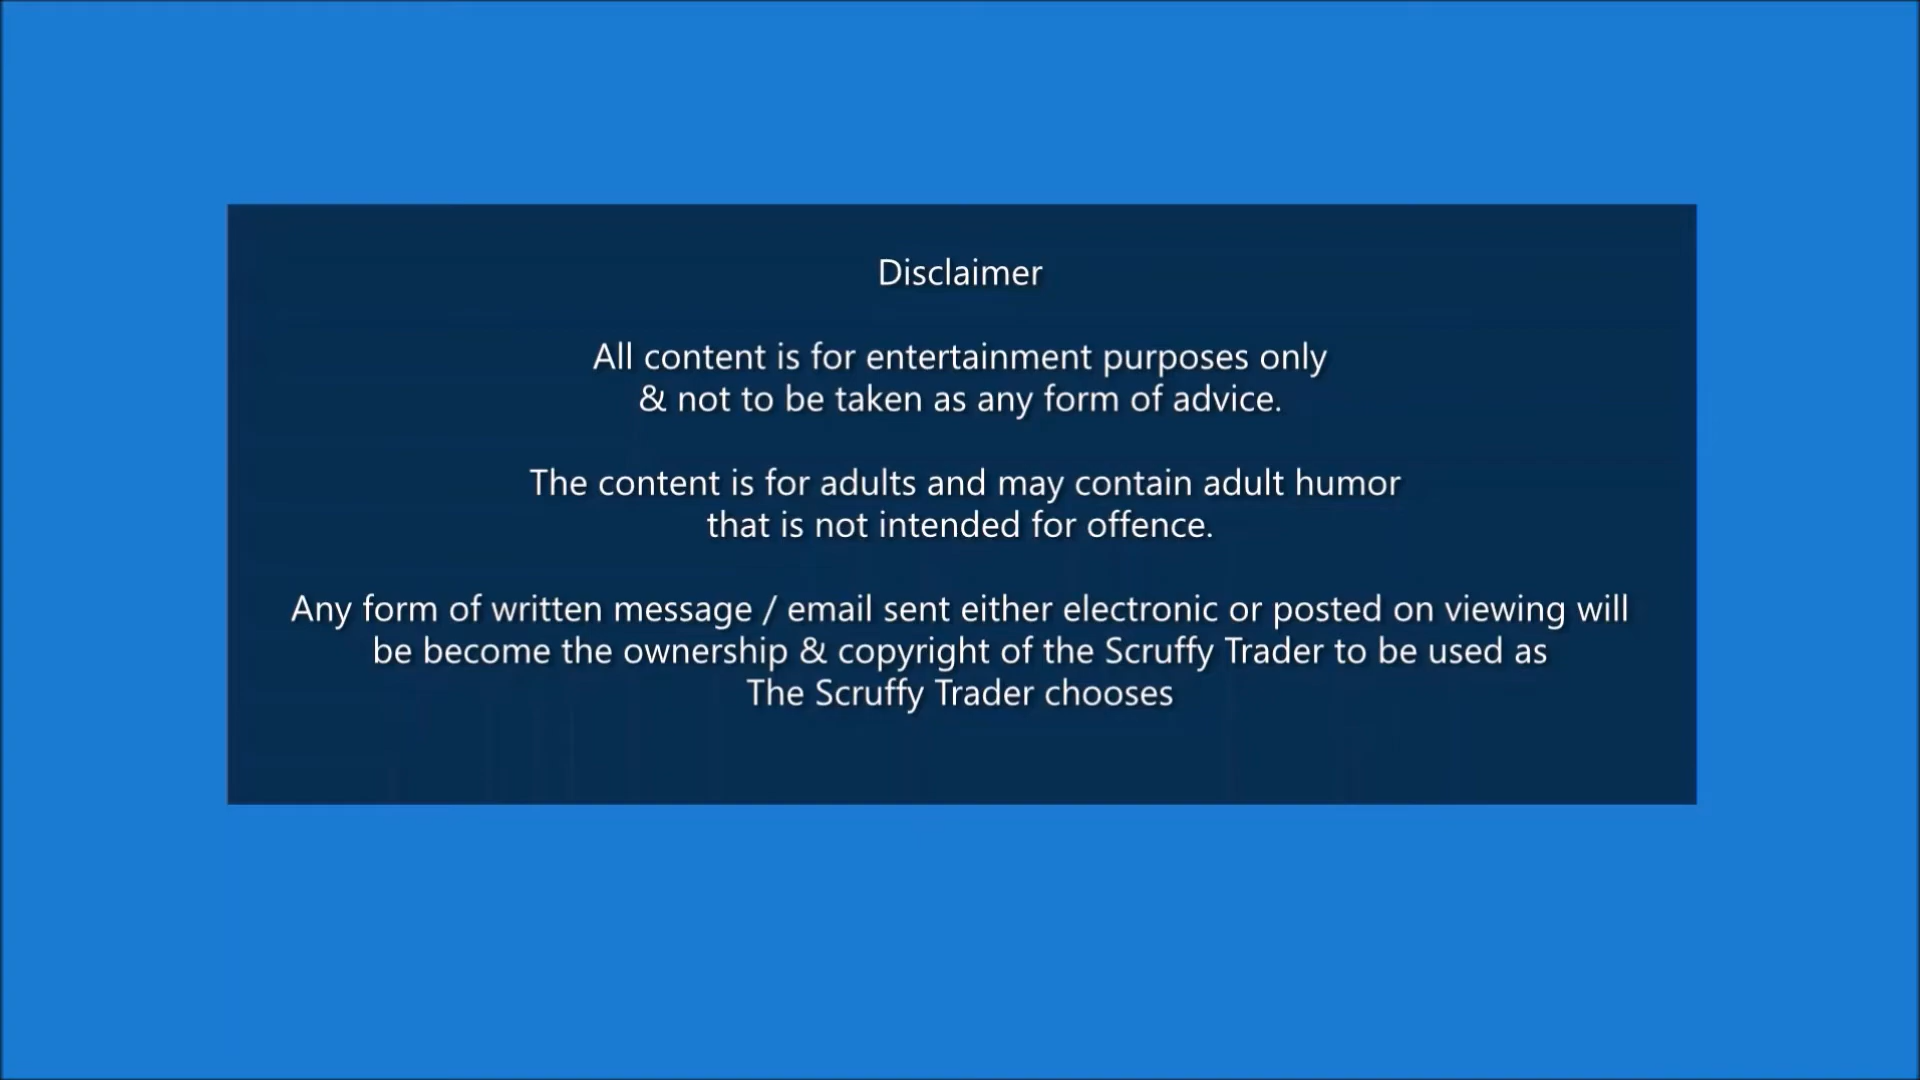 Disclaimer
All content is for entertainment purposes only
& not to be taken as any form of advice.
The content is for adults and may contain adult humor
that is not intended for offence.
Any form of written message / email sent either electronic or posted on viewing will
be become the ownership & copyright of the Scruffy Trader to be used as
The Scruffy Trader chooses